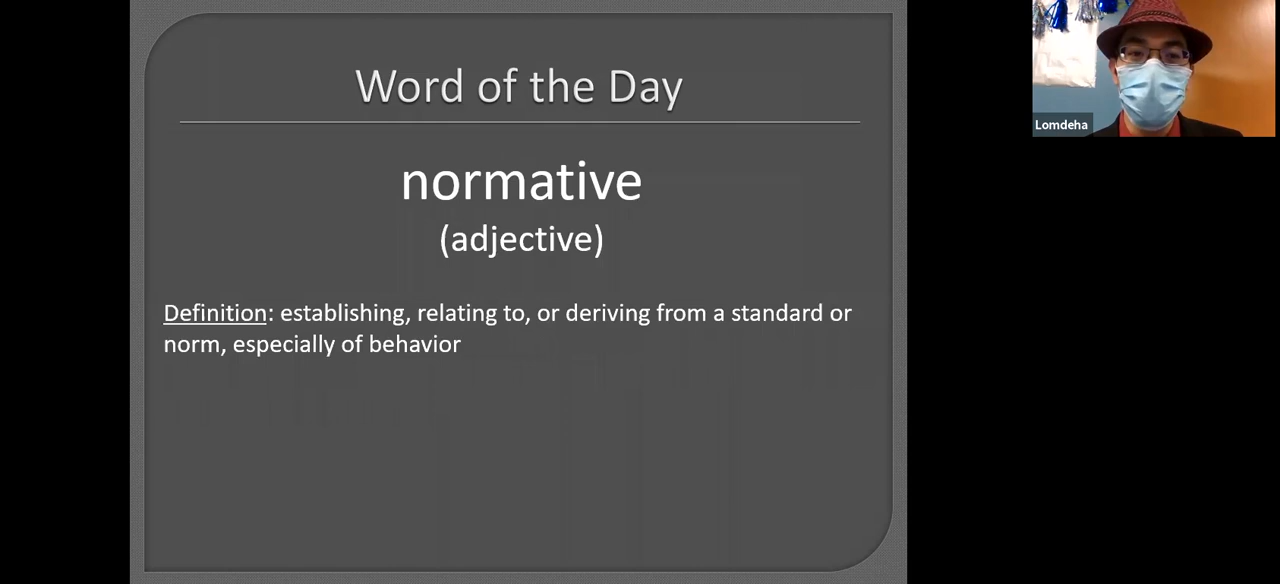 Word of the Day
normative
(adjective)
Definition: establishing, relating to, or deriving from a standard or
norm, especially of behavior
Lomdeha